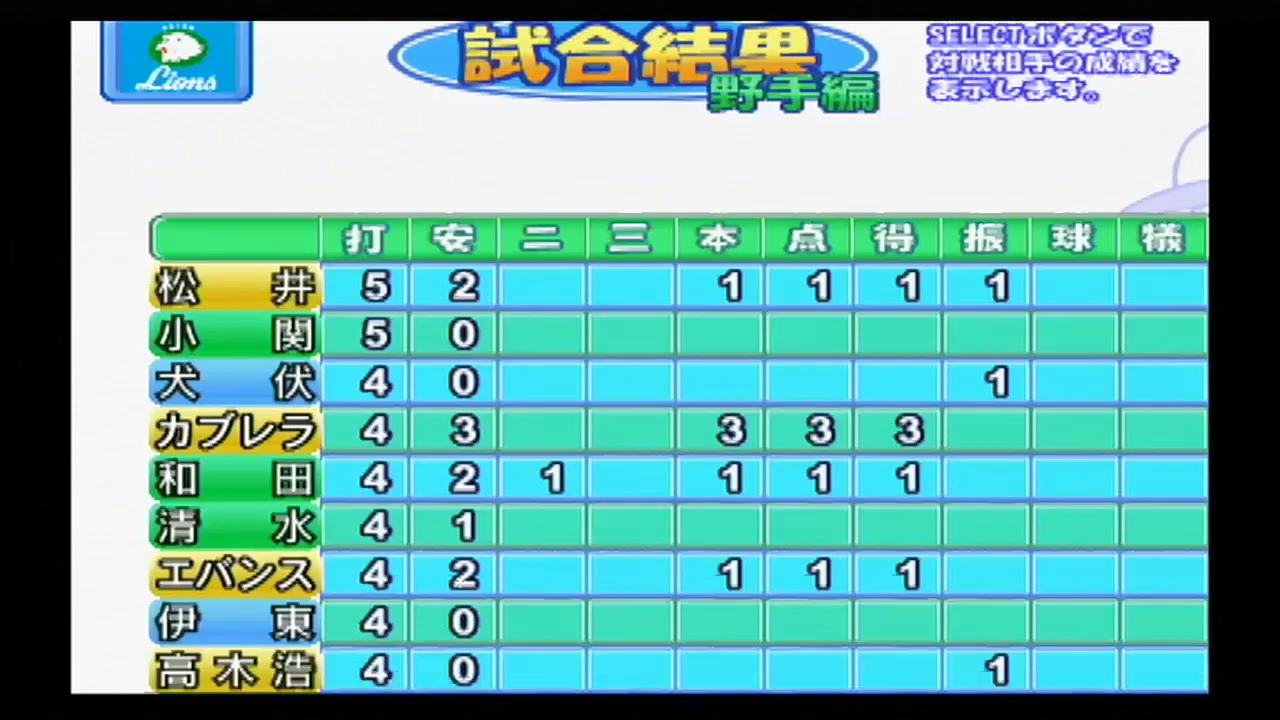 Lions
試合結果
野手編
SELECTボタンで
対戦相手の成績を
表示します。
打 安 二 三 本 点 得 振 球 犠
松井 5 2 1 1 1 1
小関 5 0
犬伏 4 0 1
カブレラ 4 3 3 3 3
和田 4 2 1 1 1 1
清水 4 1
エバンス 4 2 1 1 1
伊東 4 0
高木浩 4 0 1